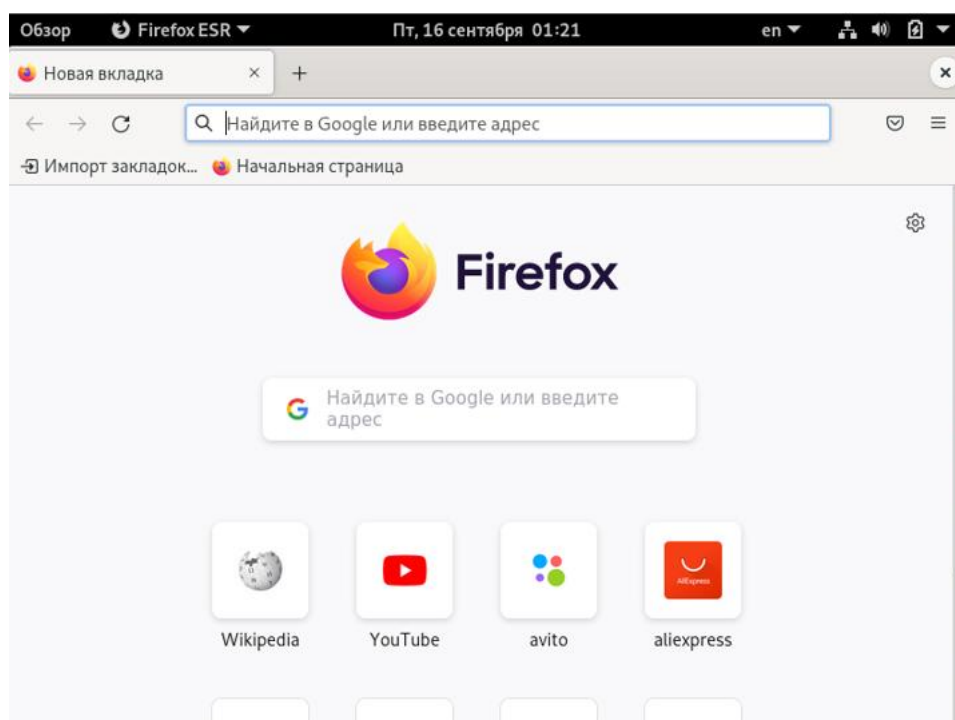 Обзор Firefox ESR Пт, 16 сентября 01:21 en
Новая вкладка
Найдите в Google или введите адрес
Импорт закладок... Начальная страница
Firefox
Найдите в Google или введите
адрес
AliExpress
Wikipedia YouTube avito aliexpress